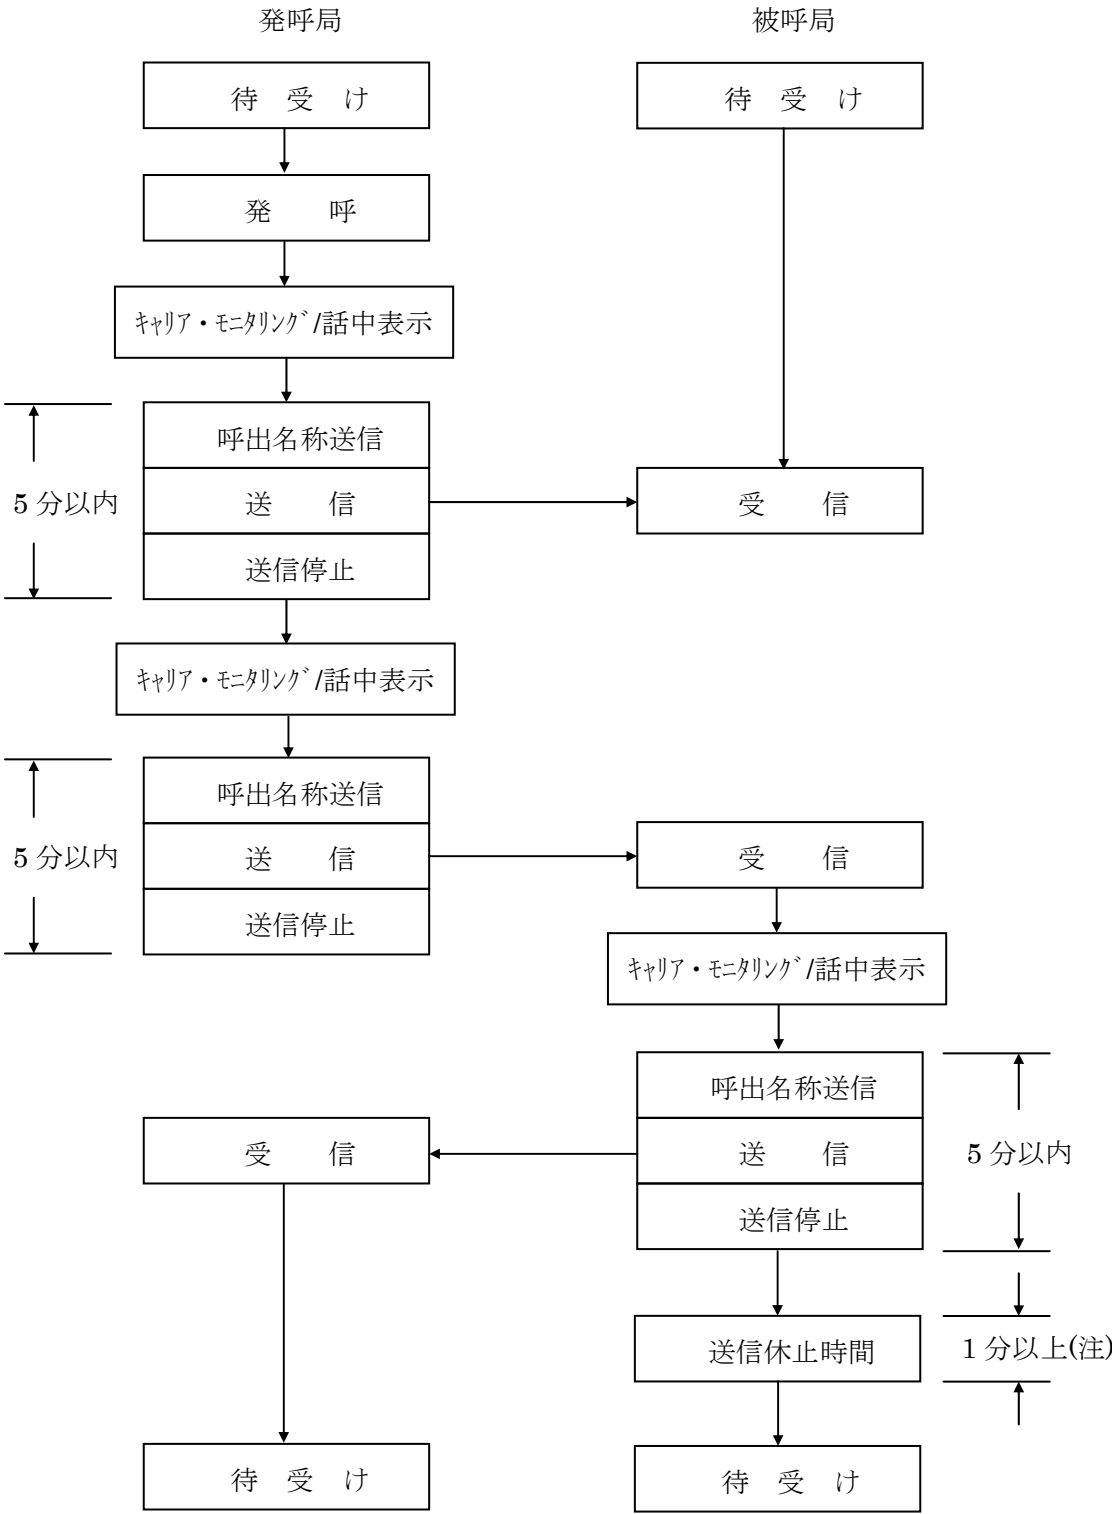 発呼局 被呼局
待 受 け 待 受 け
発 呼
ｷｬﾘｱ・ﾓﾆﾀﾘﾝｸﾞ/話中表示
呼出名称送信
5 分以内 送 信 受 信
送信停止
ｷｬﾘｱ・ﾓﾆﾀﾘﾝｸﾞ/話中表示
呼出名称送信
5 分以内 送 信 受 信
送信停止
ｷｬﾘｱ・ﾓﾆﾀﾘﾝｸﾞ/話中表示
呼出名称送信
受 信 送 信 5 分以内
送信停止
送信休止時間 1 分以上(注)
待 受 け 待 受 け